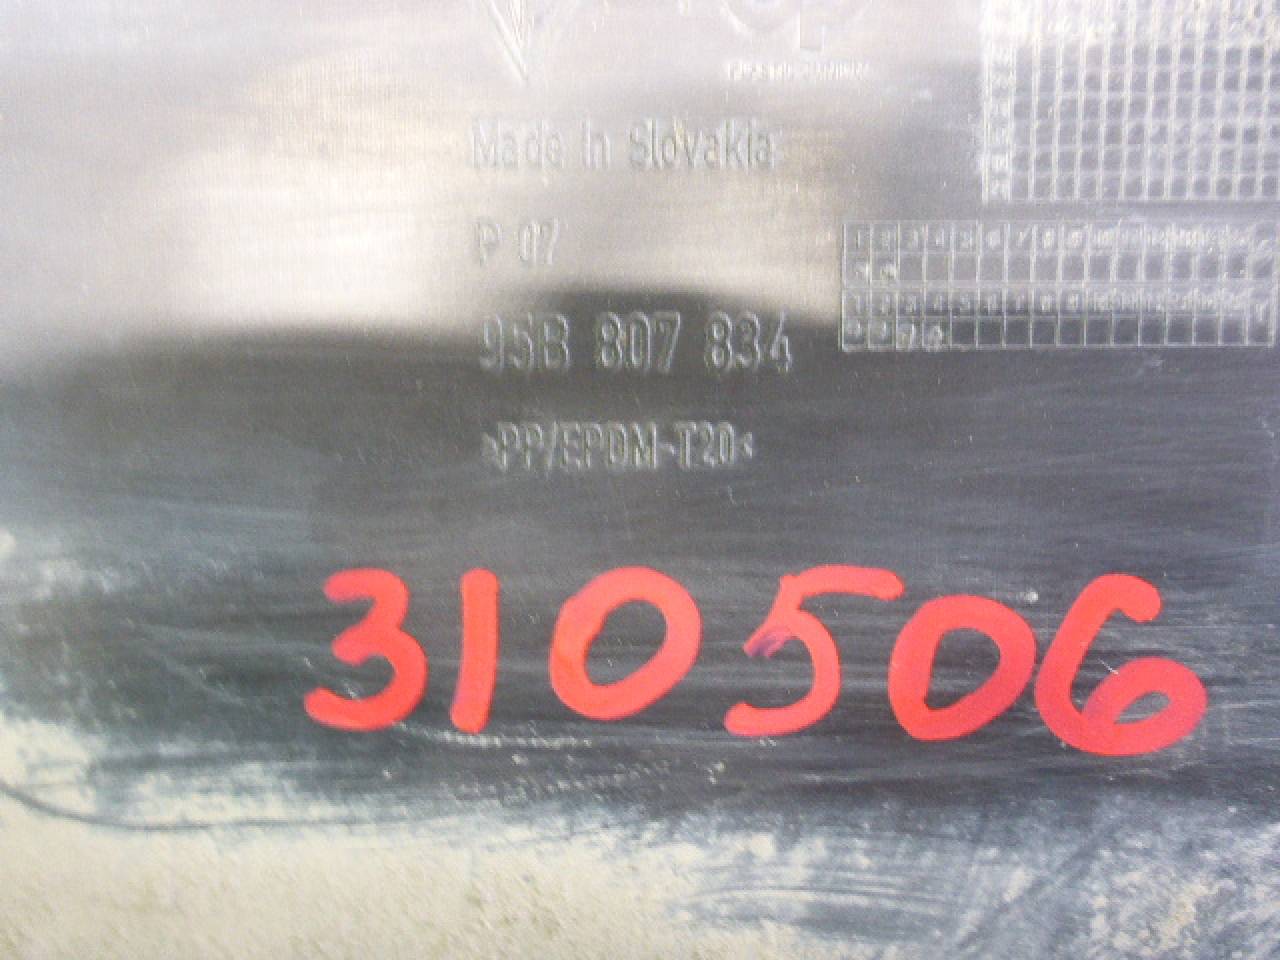 Made in Slovakia
P 07
95B 807 834
>PP/EPDM-T20<
310506